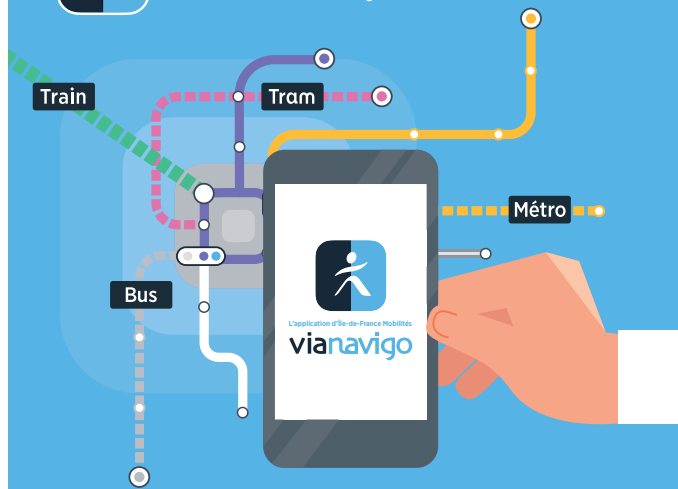 Train
Tram
Métro
Bus
L'application d'Île-de-France Mobilités
vianavigo